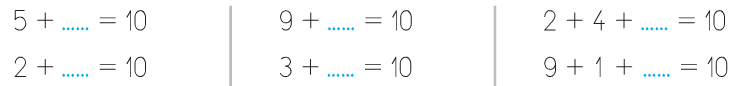 5 + ...... = 10
2 + ...... = 10
9 + ...... = 10
3 + ...... = 10
2 + 4 + ...... = 10
9 + 1 + ...... = 10